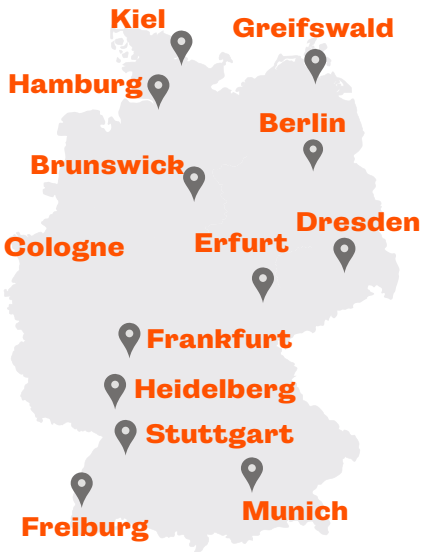 Kiel
Greifswald
Hamburg
Berlin
Brunswick
Dresden
Erfurt
Cologne
Frankfurt
Heidelberg
Stuttgart
Munich
Freiburg